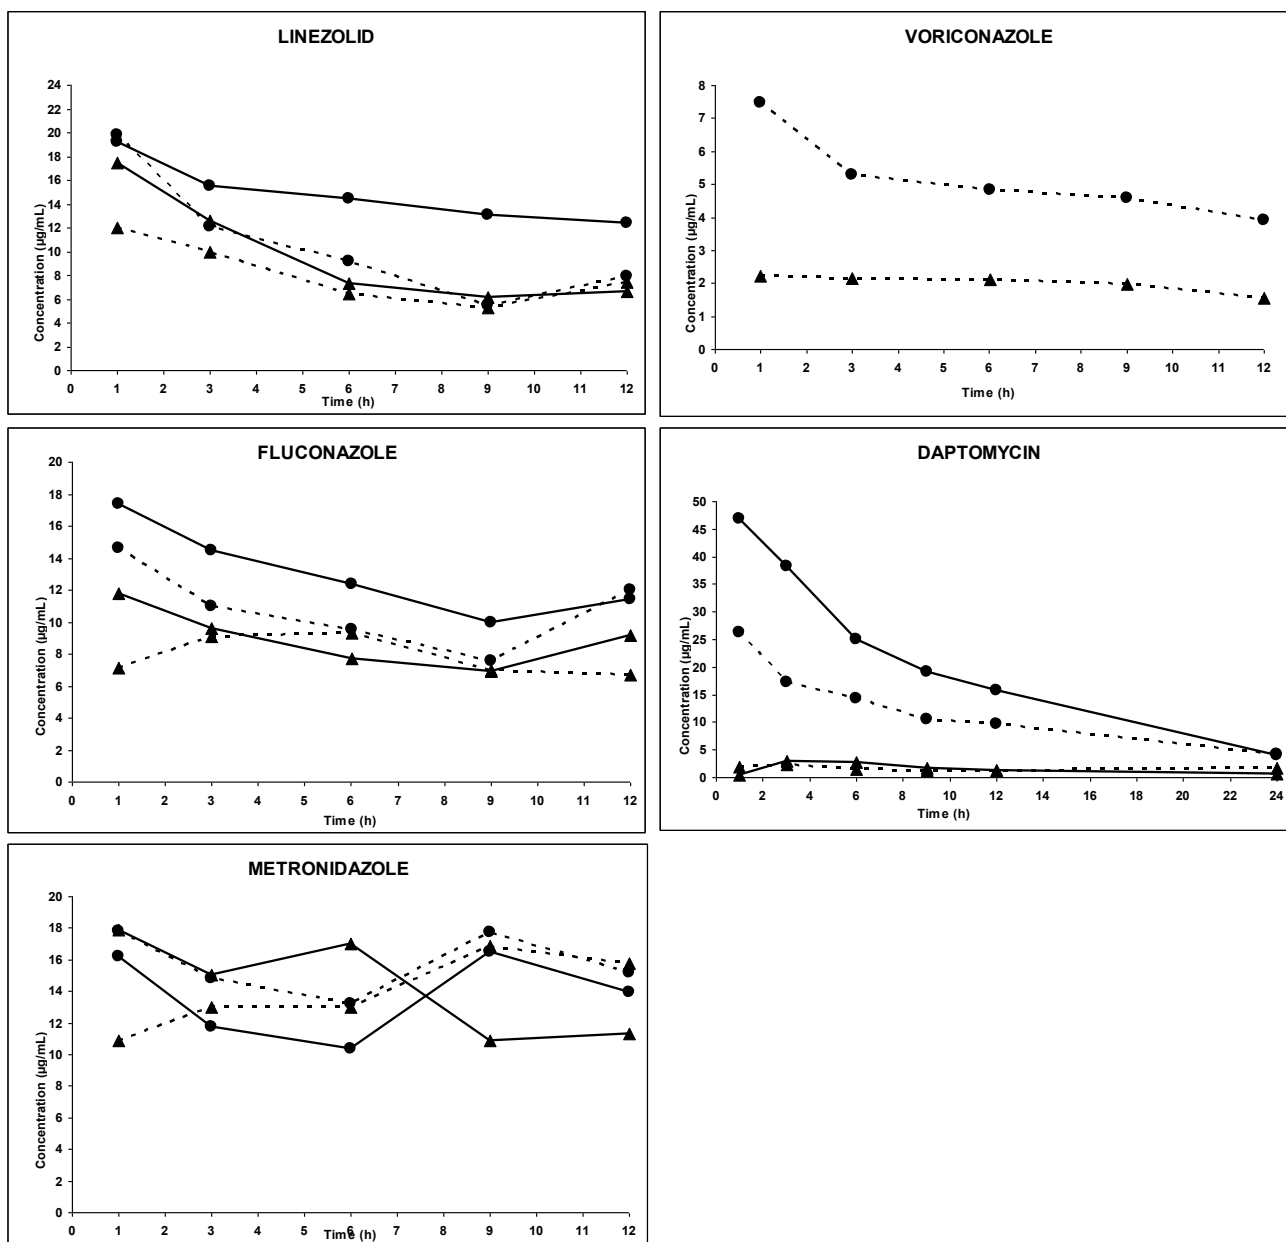 LINEZOLID
Concentration (µg/mL)
24
22
20
18
16
14
12
10
8
6
4
2
0
0 1 2 3 4 5 6 7 8 9 10 11 12
Time (h)
VORICONAZOLE
Concentration (µg/mL)
8
7
6
5
4
3
2
1
0
0 1 2 3 4 5 6 7 8 9 10 11 12
Time (h)
FLUCONAZOLE
Concentration (µg/mL)
20
18
16
14
12
10
8
6
4
2
0
0 1 2 3 4 5 6 7 8 9 10 11 12
Time (h)
DAPTOMYCIN
Concentration (µg/mL)
50
45
40
35
30
25
20
15
10
5
0
0 2 4 6 8 10 12 14 16 18 20 22 24
Time (h)
METRONIDAZOLE
Concentration (µg/mL)
20
18
16
14
12
10
8
6
4
2
0
0 1 2 3 4 5 6 7 8 9 10 11 12
Time (h)